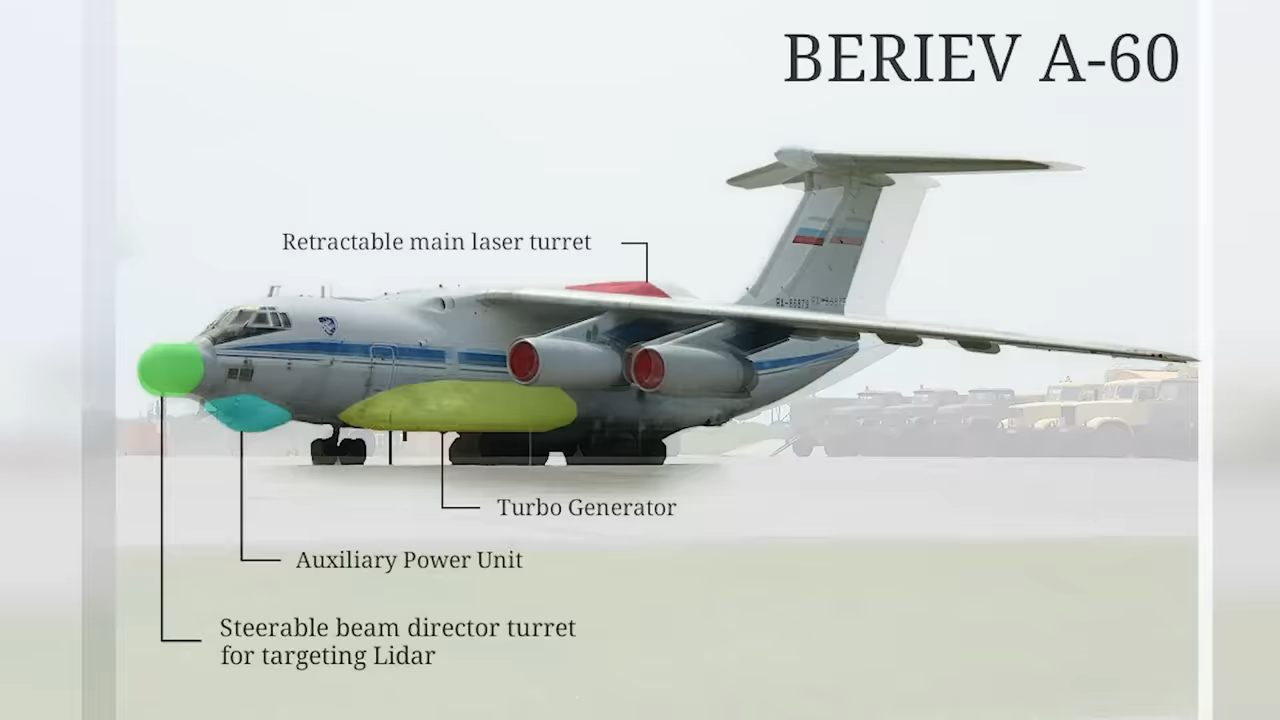 BERIEV A-60
Retractable main laser turret
Turbo Generator
Auxiliary Power Unit
Steerable beam director turret
for targeting Lidar